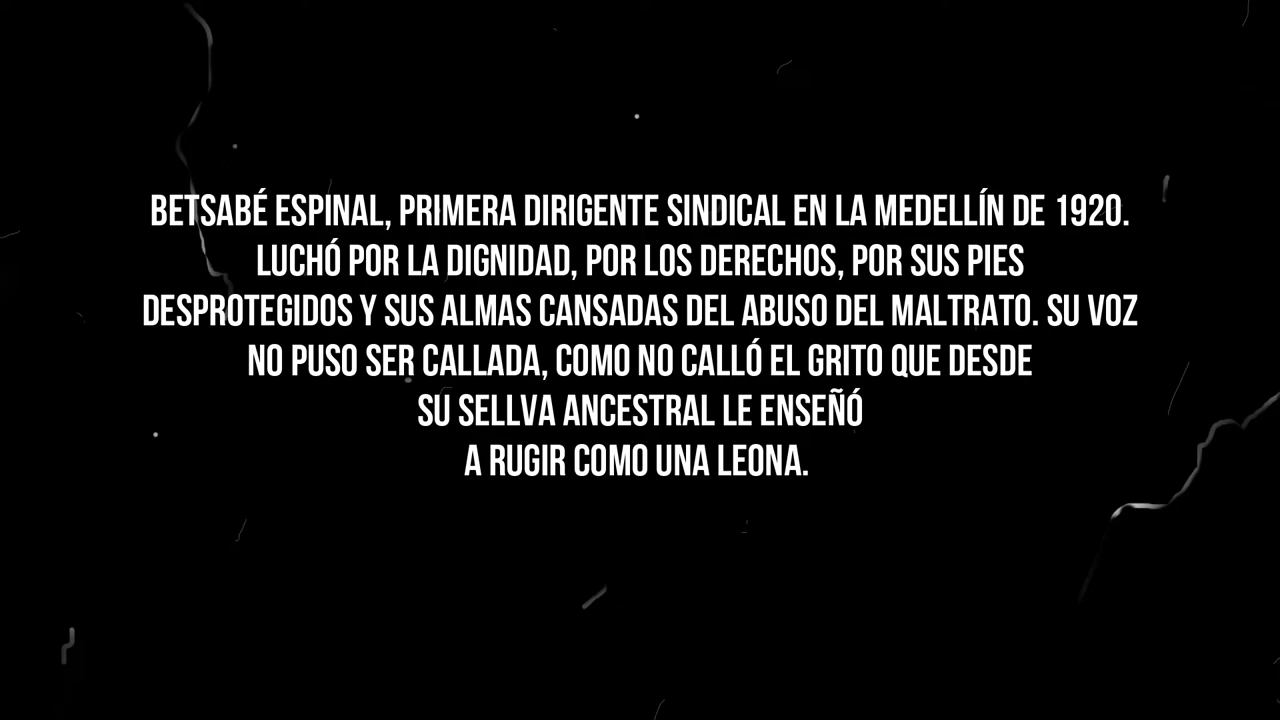 BETSABÉ ESPINAL, PRIMERA DIRIGENTE SINDICAL EN LA MEDELLÍN DE 1920.
LUCHÓ POR LA DIGNIDAD, POR LOS DERECHOS, POR SUS PIES
DESPROTEGIDOS Y SUS ALMAS CANSADAS DEL ABUSO DEL MALTRATO. SU VOZ
NO PUSO SER CALLADA, COMO NO CALLÓ EL GRITO QUE DESDE
SU SELLVA ANCESTRAL LE ENSEÑÓ
A RUGIR COMO UNA LEONA.